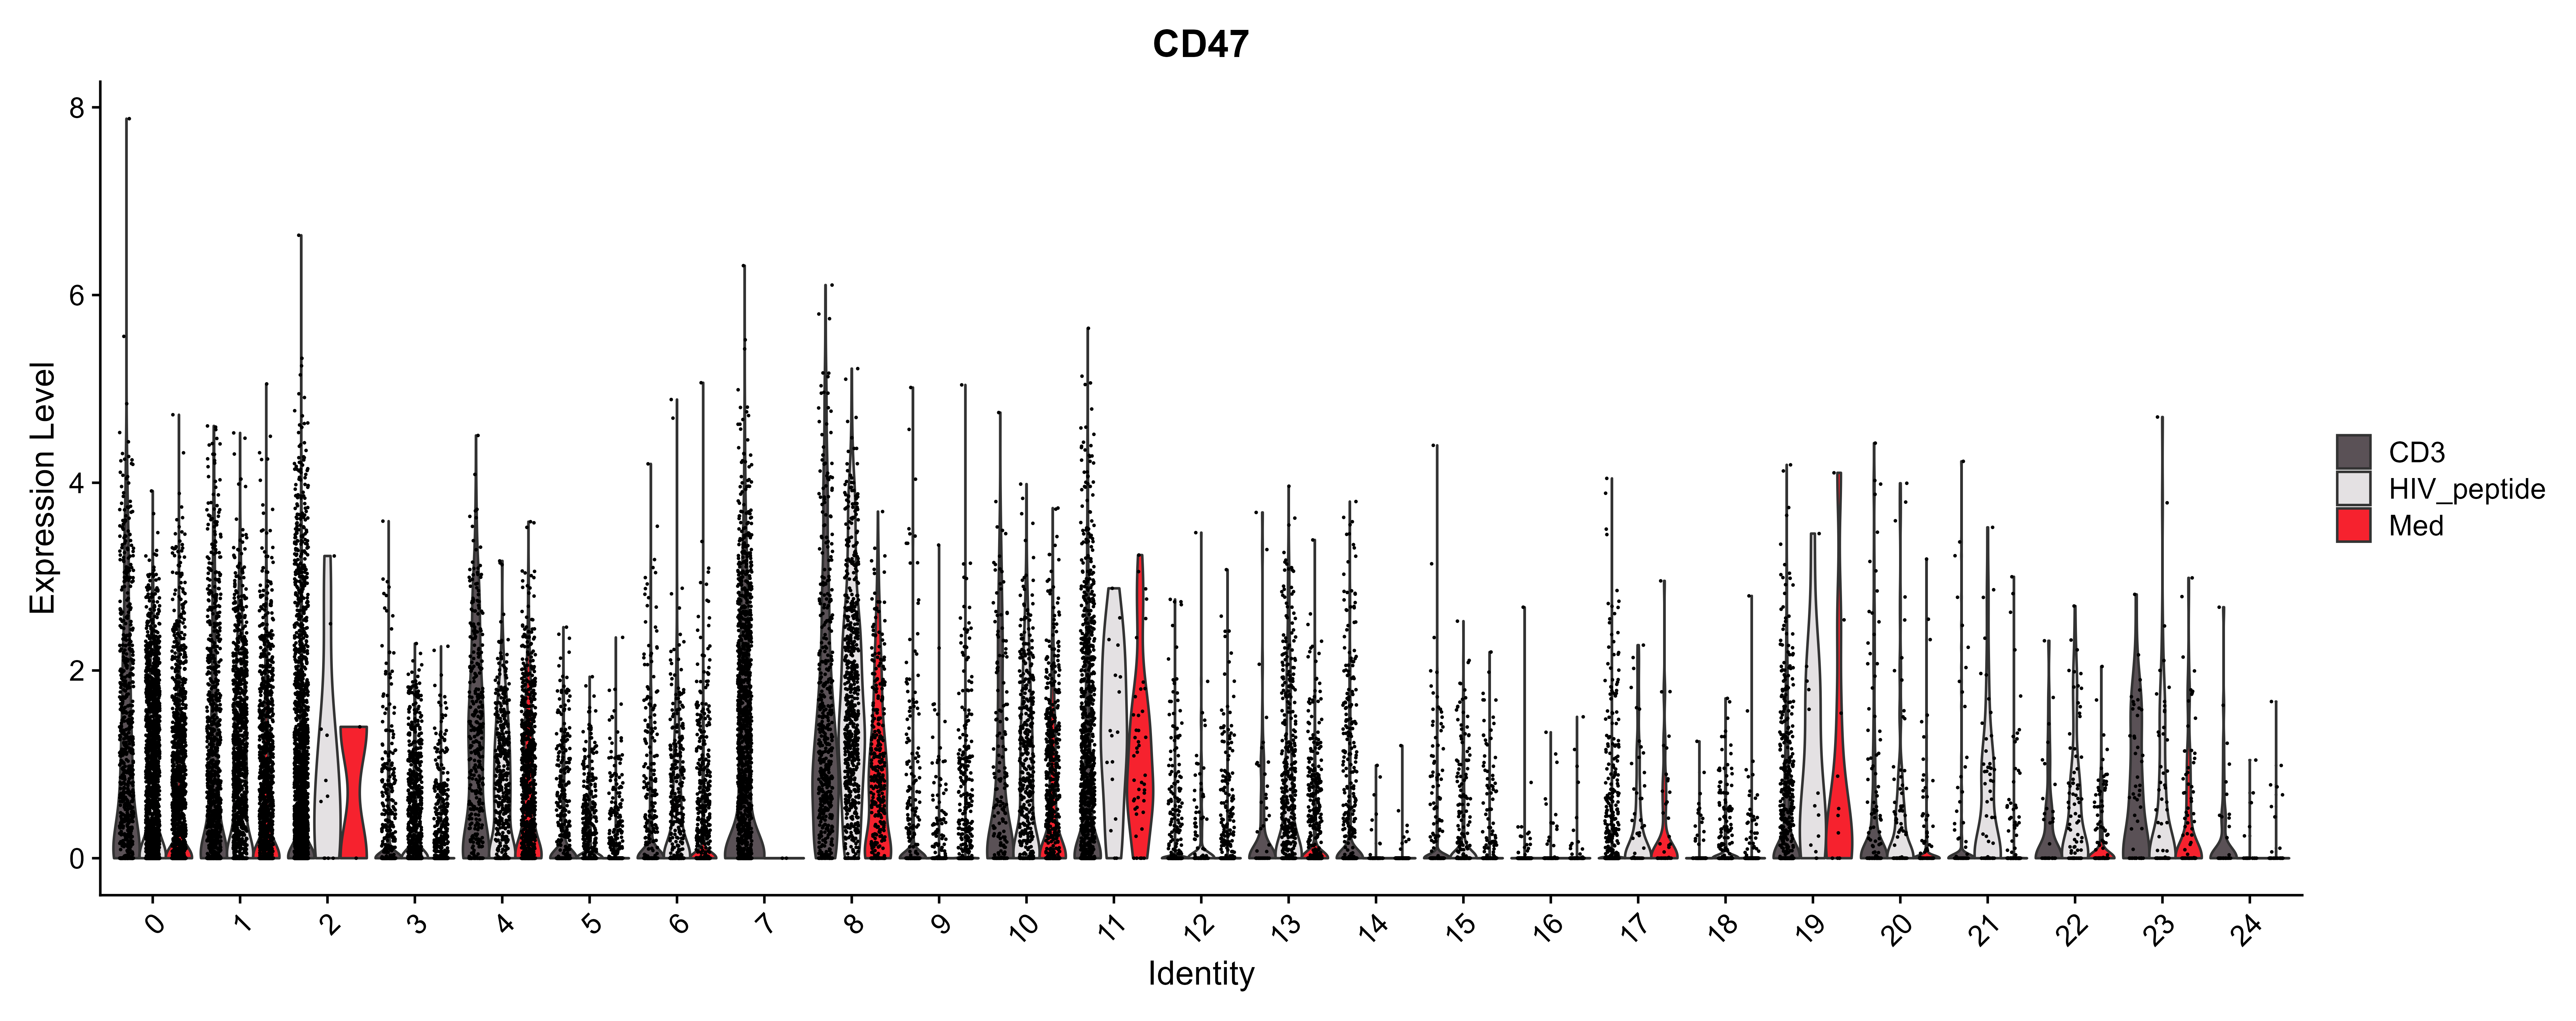 CD47
Expression Level
8
6
4
2
0
0 1 2 3 4 5 6 7 8 9 10 11 12 13 14 15 16 17 18 19 20 21 22 23 24
Identity
CD3
HIV_peptide
Med